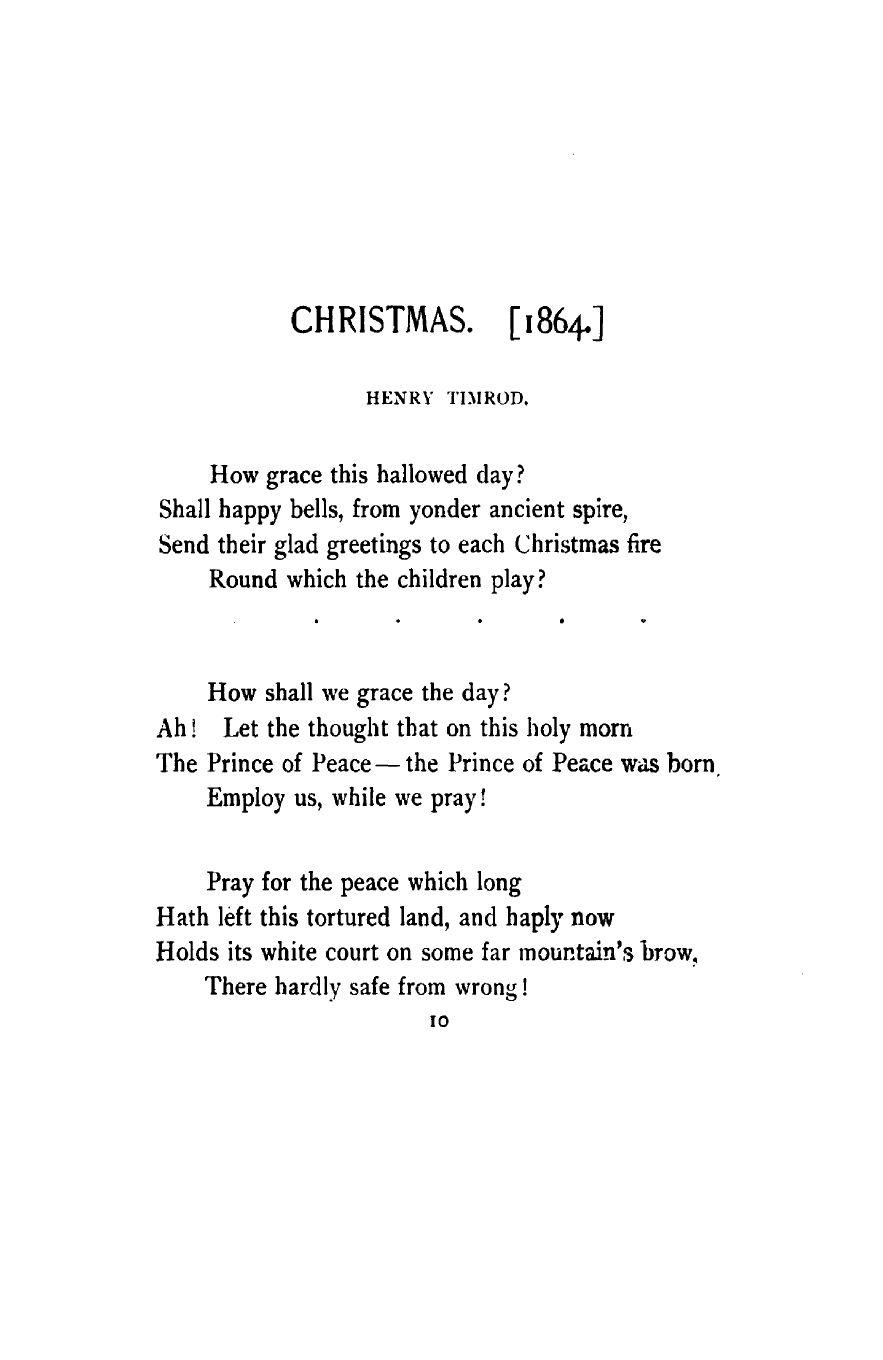 CHRISTMAS. [1864.]
HENRY TIMROD.
How grace this hallowed day?
Shall happy bells, from yonder ancient spire,
Send their glad greetings to each Christmas fire
Round which the children play?
. . . . .
How shall we grace the day?
Ah! Let the thought that on this holy morn
The Prince of Peace—the Prince of Peace was born,
Employ us, while we pray!
Pray for the peace which long
Hath left this tortured land, and haply now
Holds its white court on some far mountain's brow,
There hardly safe from wrong!
10